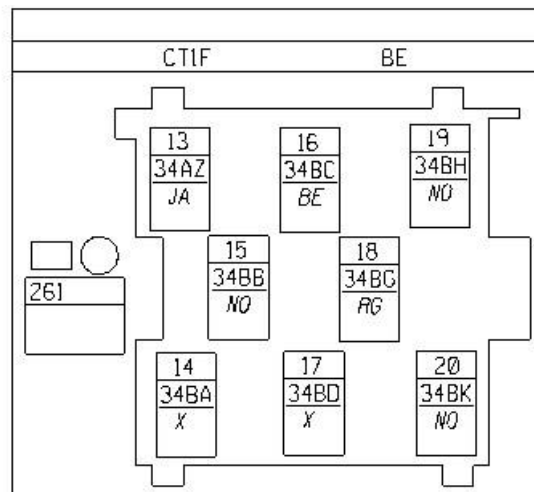 CT1F BE
13
34AZ
JA
16
34BC
BE
19
34BH
NO
15
34BB
NO
18
34BG
RG
261
14
34BA
X
17
34BD
X
20
34BK
NO